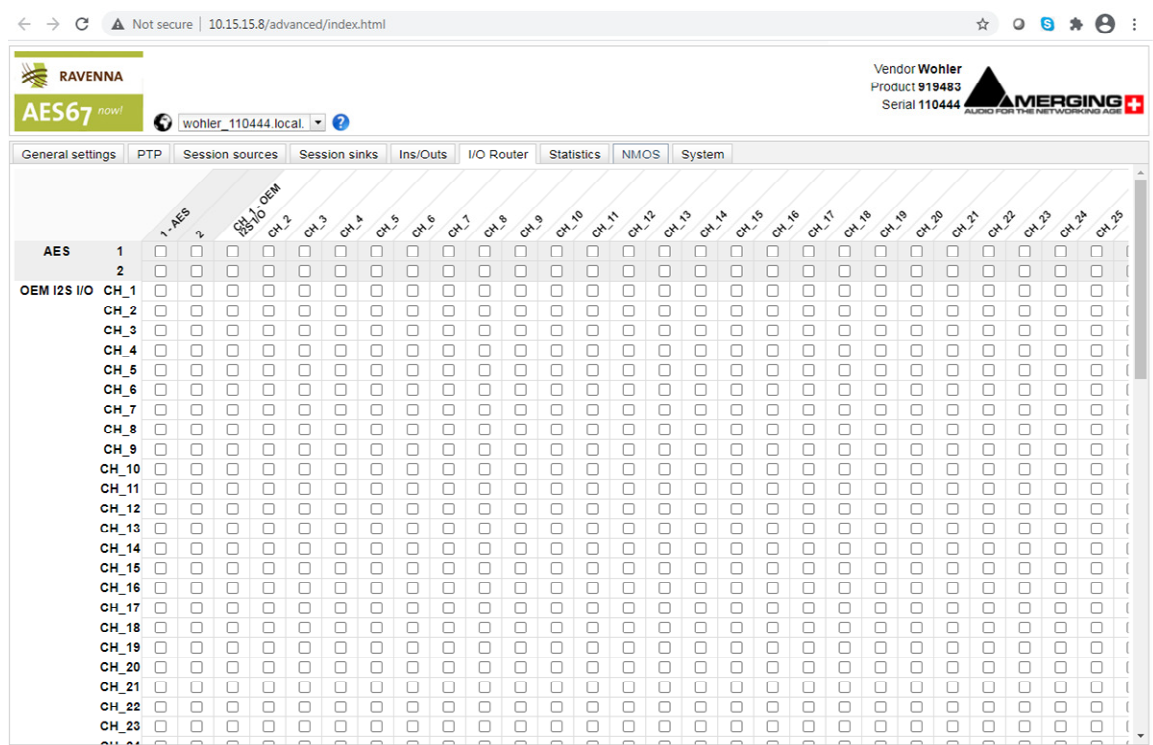 Not secure | 10.15.15.8/advanced/index.html
RAVENNA
AES67 now!
wohler_110444.local.
?
Vendor Wohler
Product 919483
Serial 110444
MERGING
AUDIO FOR THE NETWORKING AGE
General settings PTP Session sources Session sinks Ins/Outs I/O Router Statistics NMOS System
1 - AES 2 CH_1 - OEM I2S I/O CH_2 CH_3 CH_4 CH_5 CH_6 CH_7 CH_8 CH_9 CH_10 CH_11 CH_12 CH_13 CH_14 CH_15 CH_16 CH_17 CH_18 CH_19 CH_20 CH_21 CH_22 CH_23 CH_24 CH_25
AES 1
2
OEM I2S I/O CH_1
CH_2
CH_3
CH_4
CH_5
CH_6
CH_7
CH_8
CH_9
CH_10
CH_11
CH_12
CH_13
CH_14
CH_15
CH_16
CH_17
CH_18
CH_19
CH_20
CH_21
CH_22
CH_23